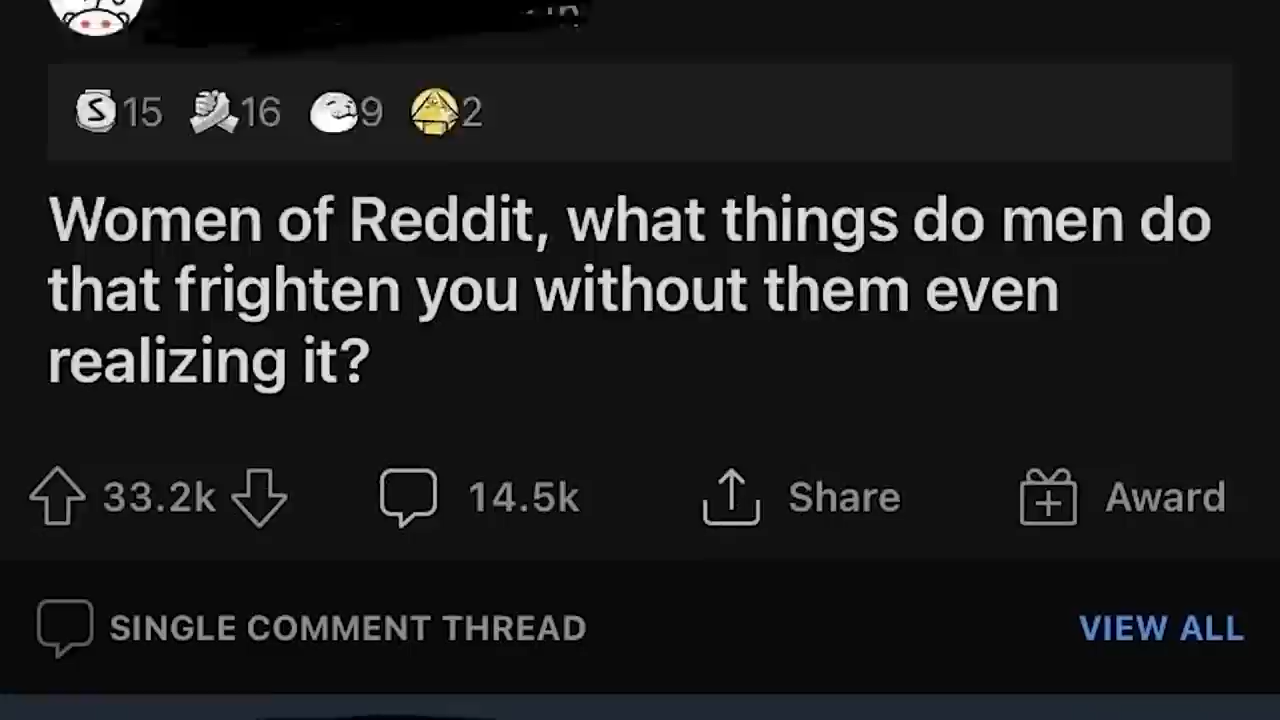 15 16 9 2
Women of Reddit, what things do men do
that frighten you without them even
realizing it?
33.2k 14.5k Share Award
SINGLE COMMENT THREAD VIEW ALL